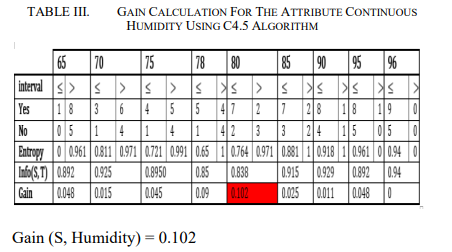 TABLE III. GAIN CALCULATION FOR THE ATTRIBUTE CONTINUOUS
HUMIDITY USING C4.5 ALGORITHM
65 70 75 78 80 85 90 95 96
interval ≤ > ≤ > ≤ > ≤ > ≤ > ≤ > ≤ > ≤ > ≤ >
Yes 1 8 3 6 4 5 5 4 7 2 7 2 8 1 8 1 9 0
No 0 5 1 4 1 4 1 4 2 3 3 2 4 1 5 0 5 0
Entropy 0 0.961 0.811 0.971 0.721 0.991 0.65 1 0.764 0.971 0.881 1 0.918 1 0.961 0 0.94 0
Info(S,T) 0.892 0.925 0.8950 0.85 0.838 0.915 0.929 0.892 0.94
Gain 0.048 0.015 0.045 0.09 0.102 0.025 0.011 0.048 0
Gain (S, Humidity) = 0.102